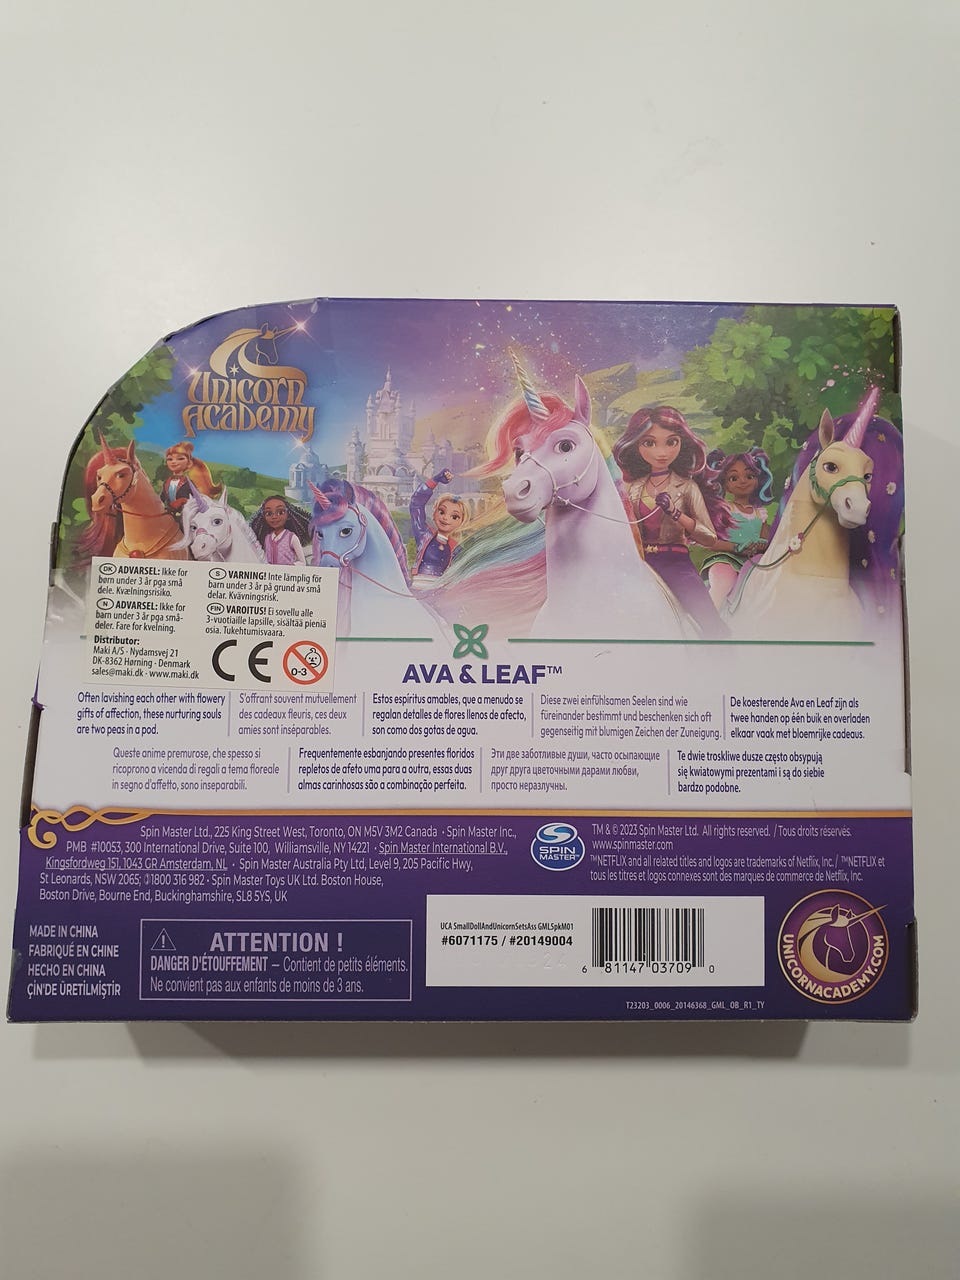 Unicorn
Academy
DK ADVARSEL: Ikke for
børn under 3 år pga små
dele. Kvælningsrisiko.
N ADVARSEL: Ikke for
barn under 3 år pga små-
deler. Fare for kvelning.
Distributor:
Maki A/S · Nydamsvej 21
DK-8362 Hørning · Denmark
sales@maki.dk · www.maki.dk
S VARNING! Inte lämplig för
barn under 3 år på grund av små
delar. Kvävningsrisk.
FIN VAROITUS! Ei sovellu alle
3-vuotiaille lapsille, sisältää pieniä
osia. Tukehtumisvaara.
CE
0-3
AVA & LEAF™
Often lavishing each other with flowery
gifts of affection, these nurturing souls
are two peas in a pod.
S'offrant souvent mutuellement
des cadeaux fleuris, ces deux
amies sont inséparables.
Estos espíritus amables, que a menudo se
regalan detalles de flores llenos de afecto,
son como dos gotas de agua.
Diese zwei einfühlsamen Seelen sind wie
füreinander bestimmt und beschenken sich oft
gegenseitig mit blumigen Zeichen der Zuneigung.
De koesterende Ava en Leaf zijn als
twee handen op één buik en overladen
elkaar vaak met bloemrijke cadeaus.
Queste anime premurose, che spesso si
ricoprono a vicenda di regali a tema floreale
in segno d'affetto, sono inseparabili.
Frequentemente esbanjando presentes floridos
repletos de afeto uma para a outra, essas duas
almas carinhosas são a combinação perfeita.
Эти две заботливые души, часто осыпающие
друг друга цветочными дарами любви,
просто неразлучны.
Te dwie troskliwe dusze często obsypują
się kwiatowymi prezentami i są do siebie
bardzo podobne.
Spin Master Ltd., 225 King Street West, Toronto, ON M5V 3M2 Canada · Spin Master Inc.,
PMB #10053, 300 International Drive, Suite 100, Williamsville, NY 14221 · Spin Master International B.V.,
Kingsfordweg 151, 1043 GR Amsterdam, NL · Spin Master Australia Pty Ltd, Level 9, 205 Pacific Hwy,
St Leonards, NSW 2065; ✆1800 316 982 · Spin Master Toys UK Ltd. Boston House,
Boston Drive, Bourne End, Buckinghamshire, SL8 5YS, UK
SPIN
MASTER™
TM & © 2023 Spin Master Ltd. All rights reserved. / Tous droits réservés.
www.spinmaster.com
™NETFLIX and all related titles and logos are trademarks of Netflix, Inc./ ™NETFLIX et
tous les titres et logos connexes sont des marques de commerce de Netflix, Inc.
MADE IN CHINA
FABRIQUÉ EN CHINE
HECHO EN CHINA
ÇİN'DE ÜRETİLMİŞTİR
ATTENTION !
DANGER D'ÉTOUFFEMENT – Contient de petits éléments.
Ne convient pas aux enfants de moins de 3 ans.
UCA SmallDollAndUnicornSetsAss GML5pkM01
#6071175 / #20149004
6 81147 03709 0
UNICORNACADEMY.COM
T23203_0006_20146368_GML_OB_R1_TY